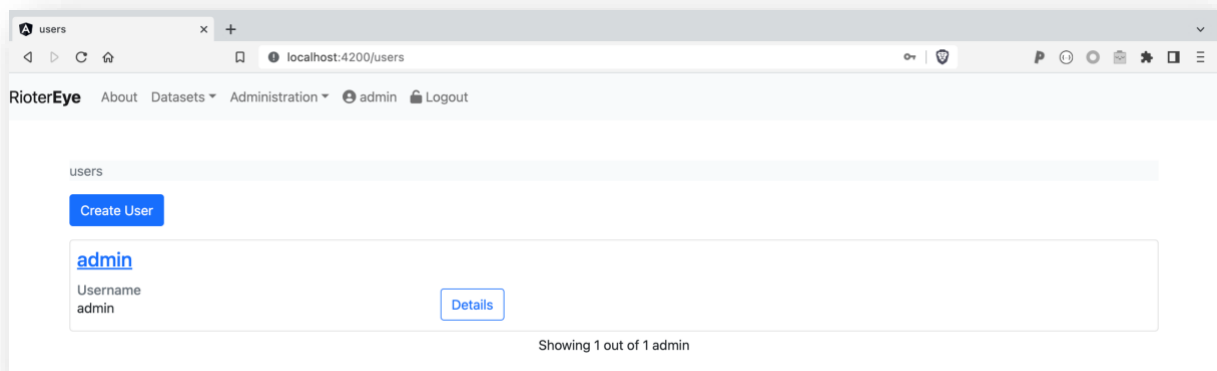 users
localhost:4200/users
RioterEye About Datasets Administration admin Logout
users
Create User
admin
Username
admin
Details
Showing 1 out of 1 admin